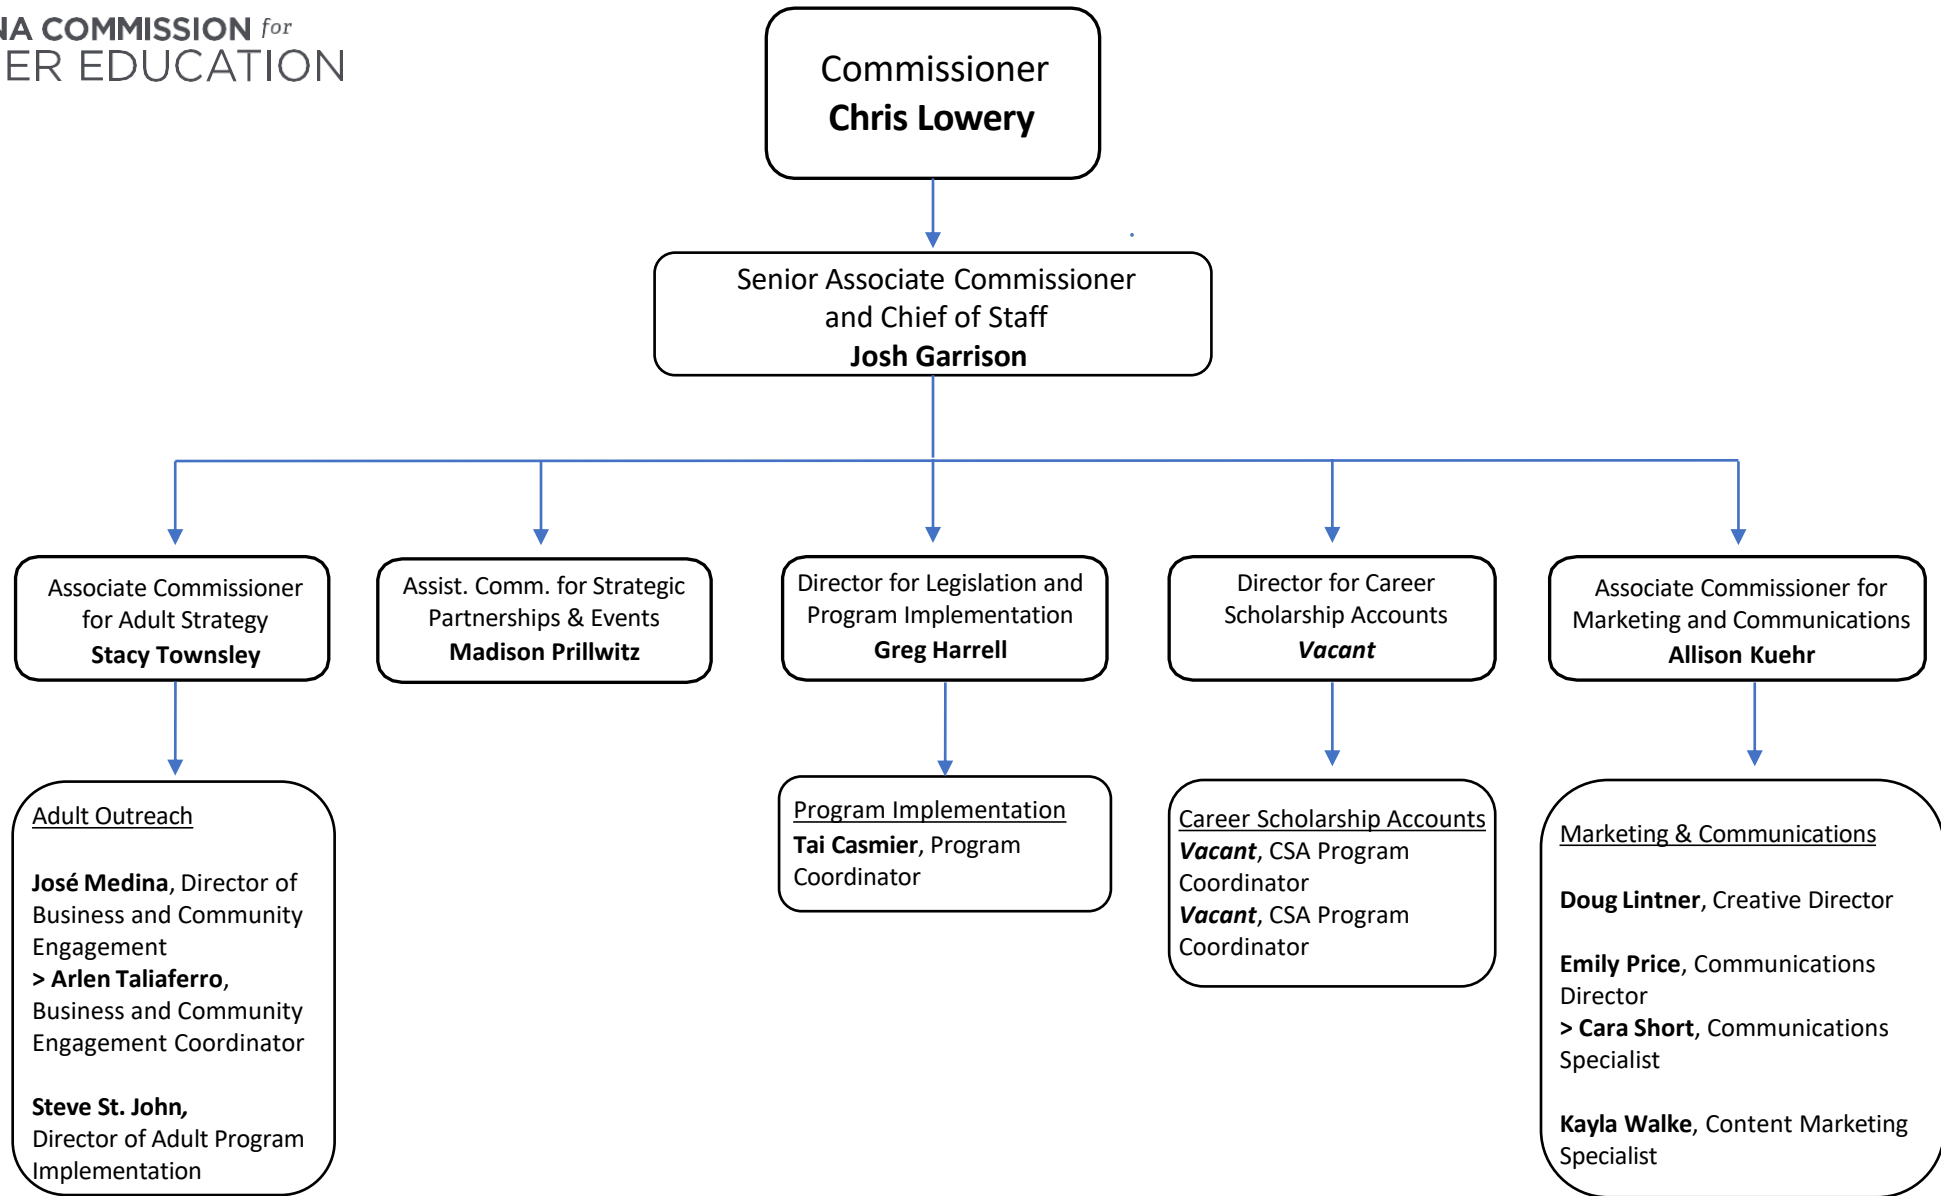 NA COMMISSION for
ER EDUCATION
Commissioner
Chris Lowery
Senior Associate Commissioner
and Chief of Staff
Josh Garrison
Associate Commissioner
for Adult Strategy
Stacy Townsley
Assist. Comm. for Strategic
Partnerships & Events
Madison Prillwitz
Director for Legislation and
Program Implementation
Greg Harrell
Director for Career
Scholarship Accounts
Vacant
Associate Commissioner for
Marketing and Communications
Allison Kuehr
Adult Outreach
José Medina, Director of
Business and Community
Engagement
> Arlen Taliaferro,
Business and Community
Engagement Coordinator
Steve St. John,
Director of Adult Program
Implementation
Program Implementation
Tai Casmier, Program
Coordinator
Career Scholarship Accounts
Vacant, CSA Program
Coordinator
Vacant, CSA Program
Coordinator
Marketing & Communications
Doug Lintner, Creative Director
Emily Price, Communications
Director
> Cara Short, Communications
Specialist
Kayla Walke, Content Marketing
Specialist